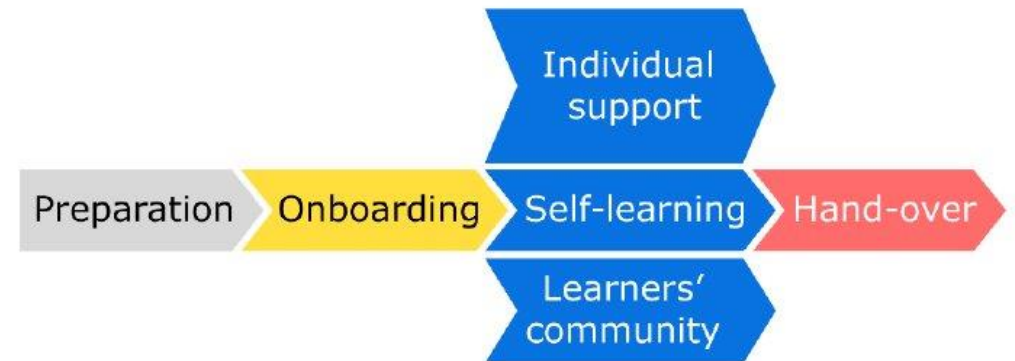 Individual
support
Preparation
Onboarding
Self-learning
Hand-over
Learners’
community